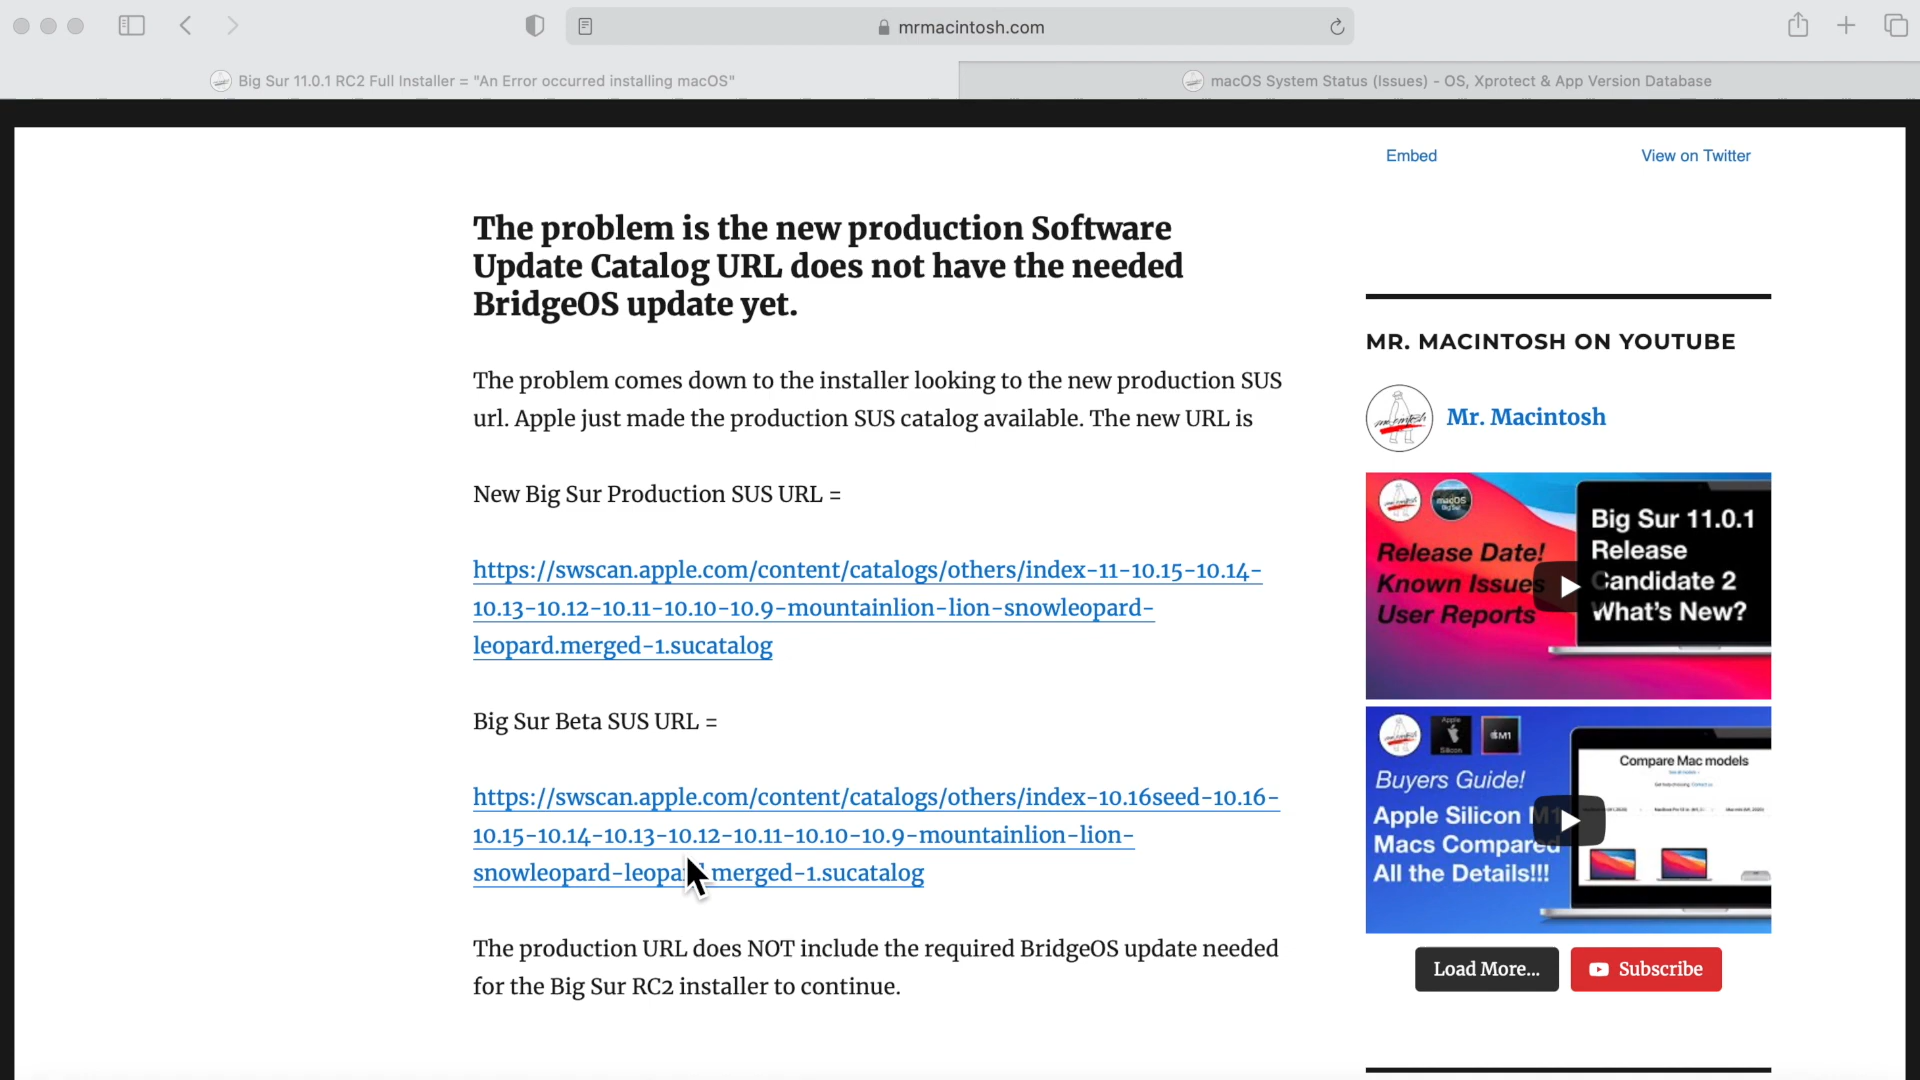 mrmacintosh.com
Big Sur 11.0.1 RC2 Full Installer = "An Error occurred installing macOS"
macOS System Status (Issues) - OS, Xprotect & App Version Database
Embed
View on Twitter
The problem is the new production Software
Update Catalog URL does not have the needed
BridgeOS update yet.
The problem comes down to the installer looking to the new production SUS
url. Apple just made the production SUS catalog available. The new URL is
New Big Sur Production SUS URL =
https://swscan.apple.com/content/catalogs/others/index-11-10.15-10.14-
10.13-10.12-10.11-10.10-10.9-mountainlion-lion-snowleopard-
leopard.merged-1.sucatalog
Big Sur Beta SUS URL =
https://swscan.apple.com/content/catalogs/others/index-10.16seed-10.16-
10.15-10.14-10.13-10.12-10.11-10.10-10.9-mountainlion-lion-
snowleopard-leopard.merged-1.sucatalog
The production URL does NOT include the required BridgeOS update needed
for the Big Sur RC2 installer to continue.
MR. MACINTOSH ON YOUTUBE
Mr. Macintosh
macOS
Big Sur
Release Date!
Known Issues
User Reports
Big Sur 11.0.1
Release
Candidate 2
What's New?
Apple
Silicon
M1
Buyers Guide!
Apple Silicon M1
Macs Compared
All the Details!!!
Compare Mac models
Load More...
Subscribe